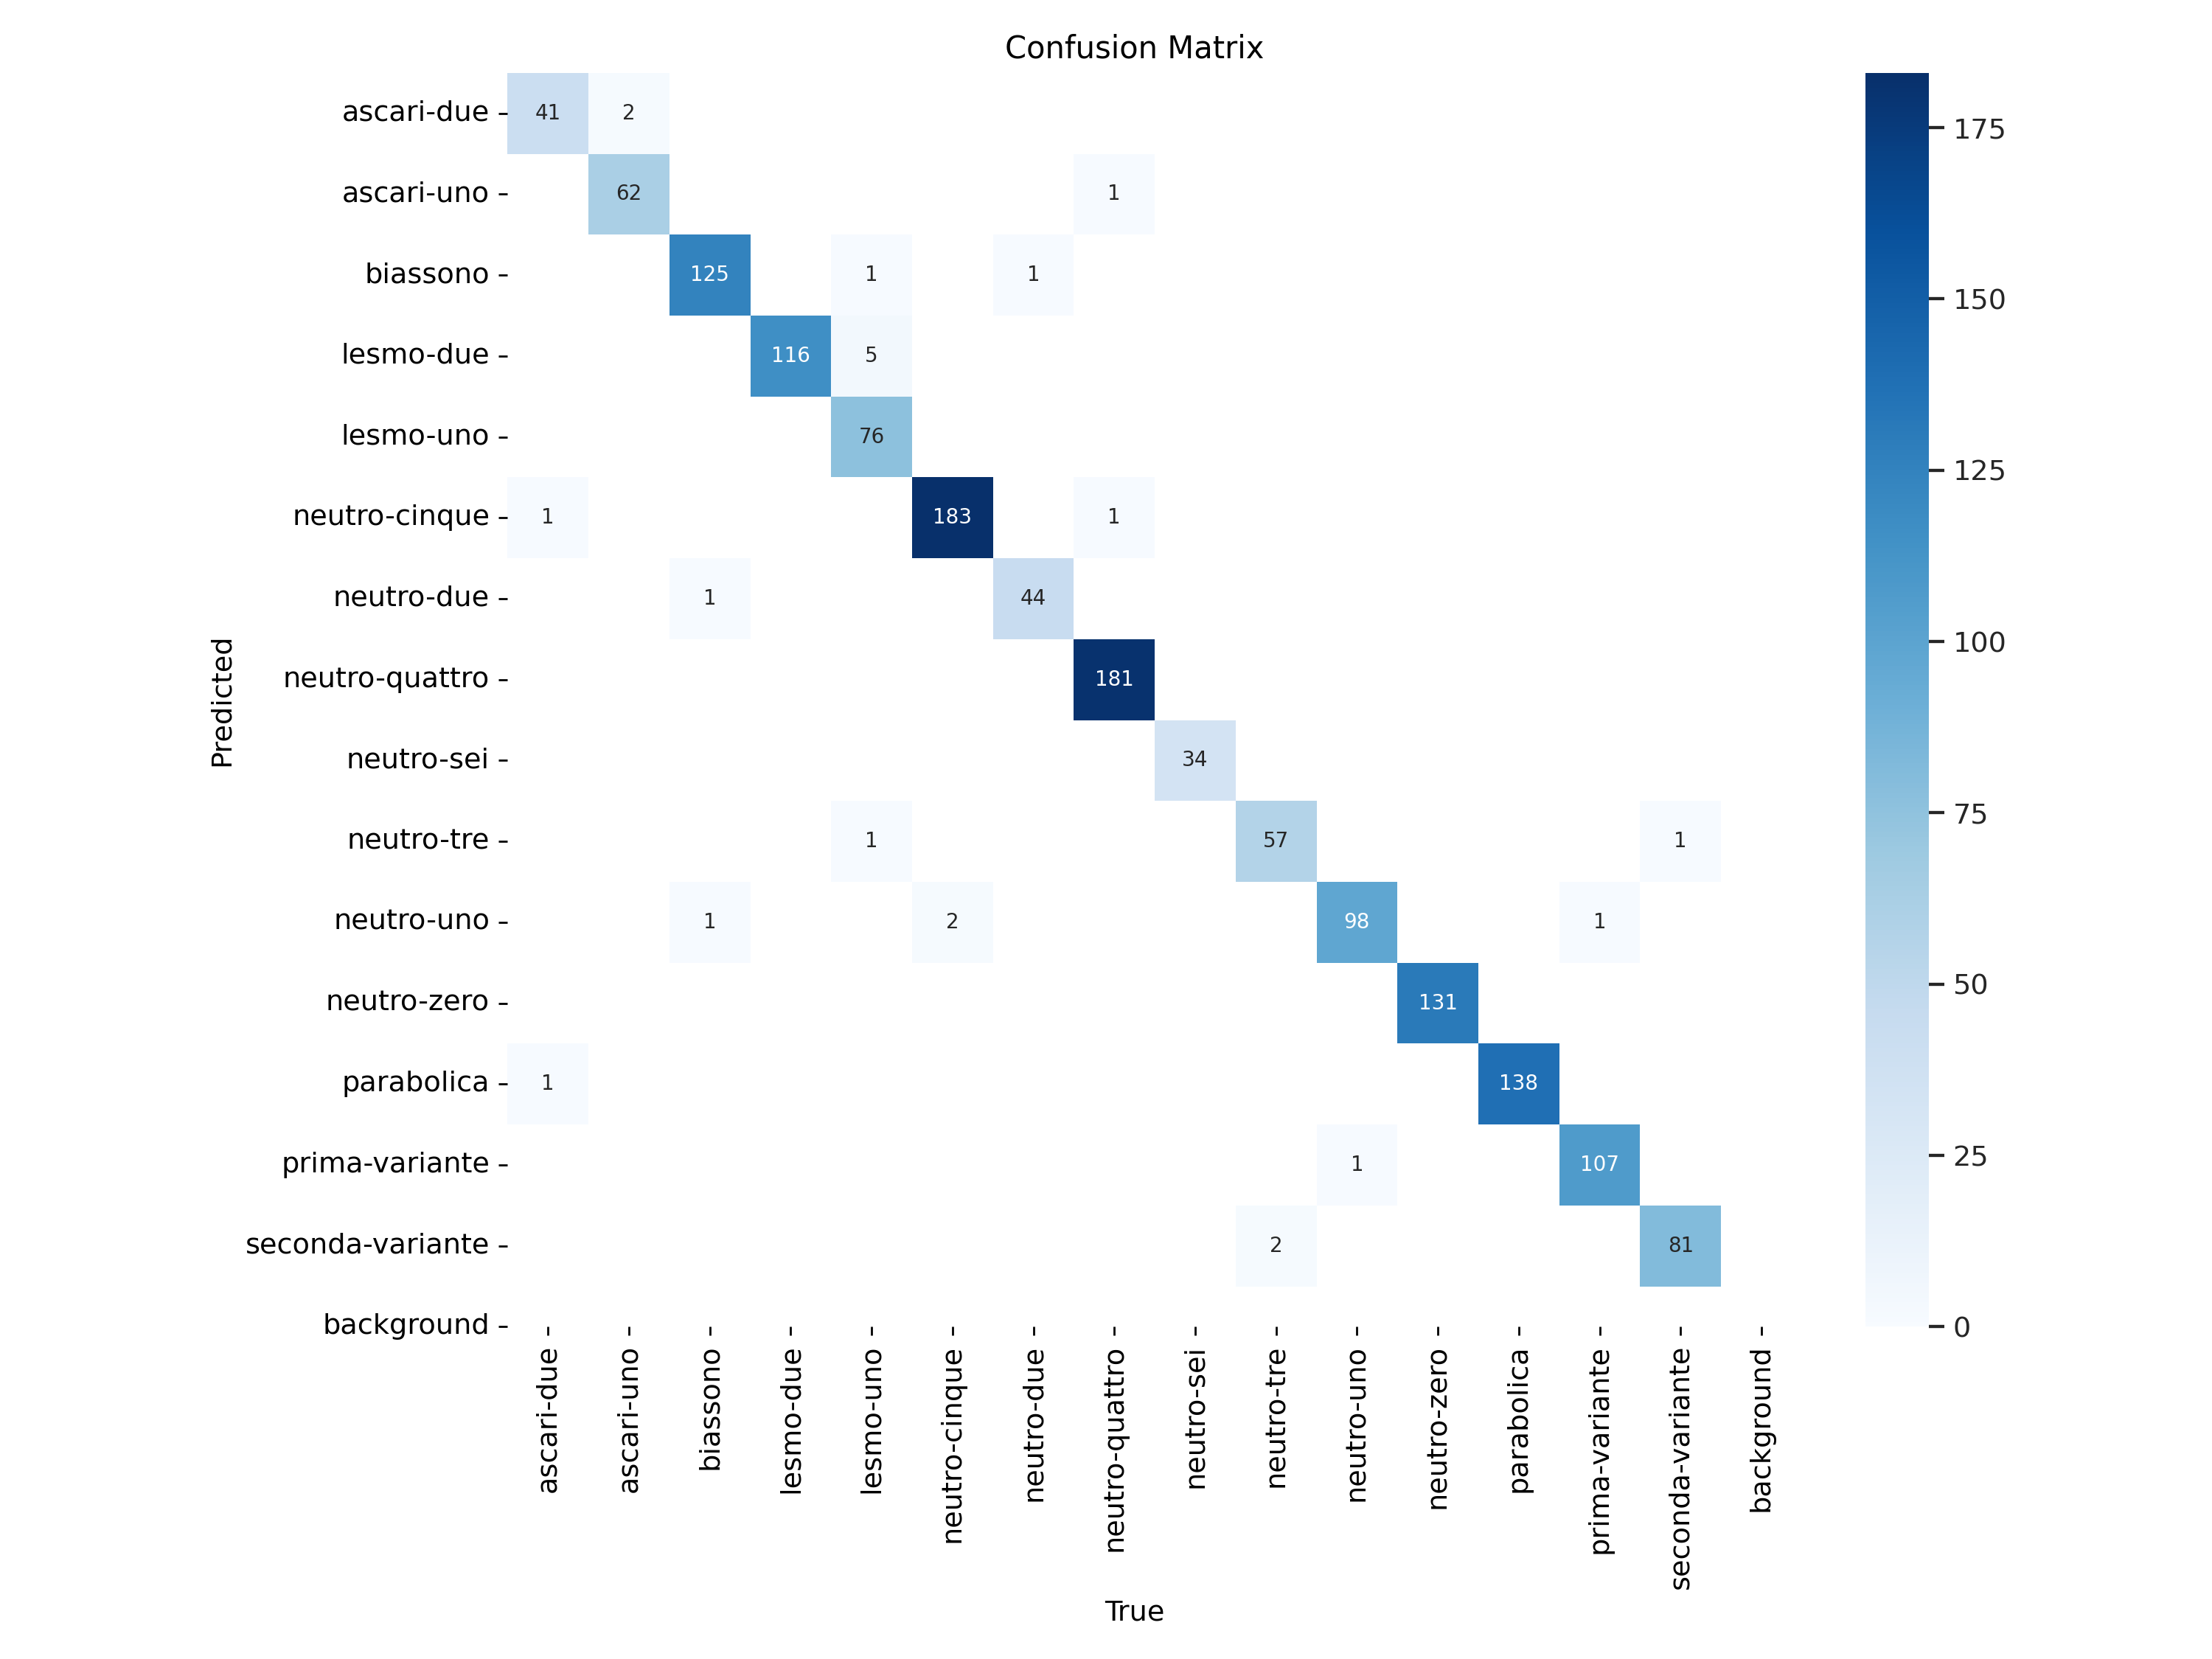 Confusion Matrix
ascari-due 41 2
ascari-uno 62 1
biassono 125 1 1
lesmo-due 116 5
lesmo-uno 76
neutro-cinque 1 183 1
neutro-due 1 44
neutro-quattro 181
neutro-sei 34
neutro-tre 1 57 1
neutro-uno 1 2 98 1
neutro-zero 131
parabolica 1 138
prima-variante 1 107
seconda-variante 2 81
background
Predicted
ascari-due
ascari-uno
biassono
lesmo-due
lesmo-uno
neutro-cinque
neutro-due
neutro-quattro
neutro-sei
neutro-tre
neutro-uno
neutro-zero
parabolica
prima-variante
seconda-variante
background
True
175
150
125
100
75
50
25
0